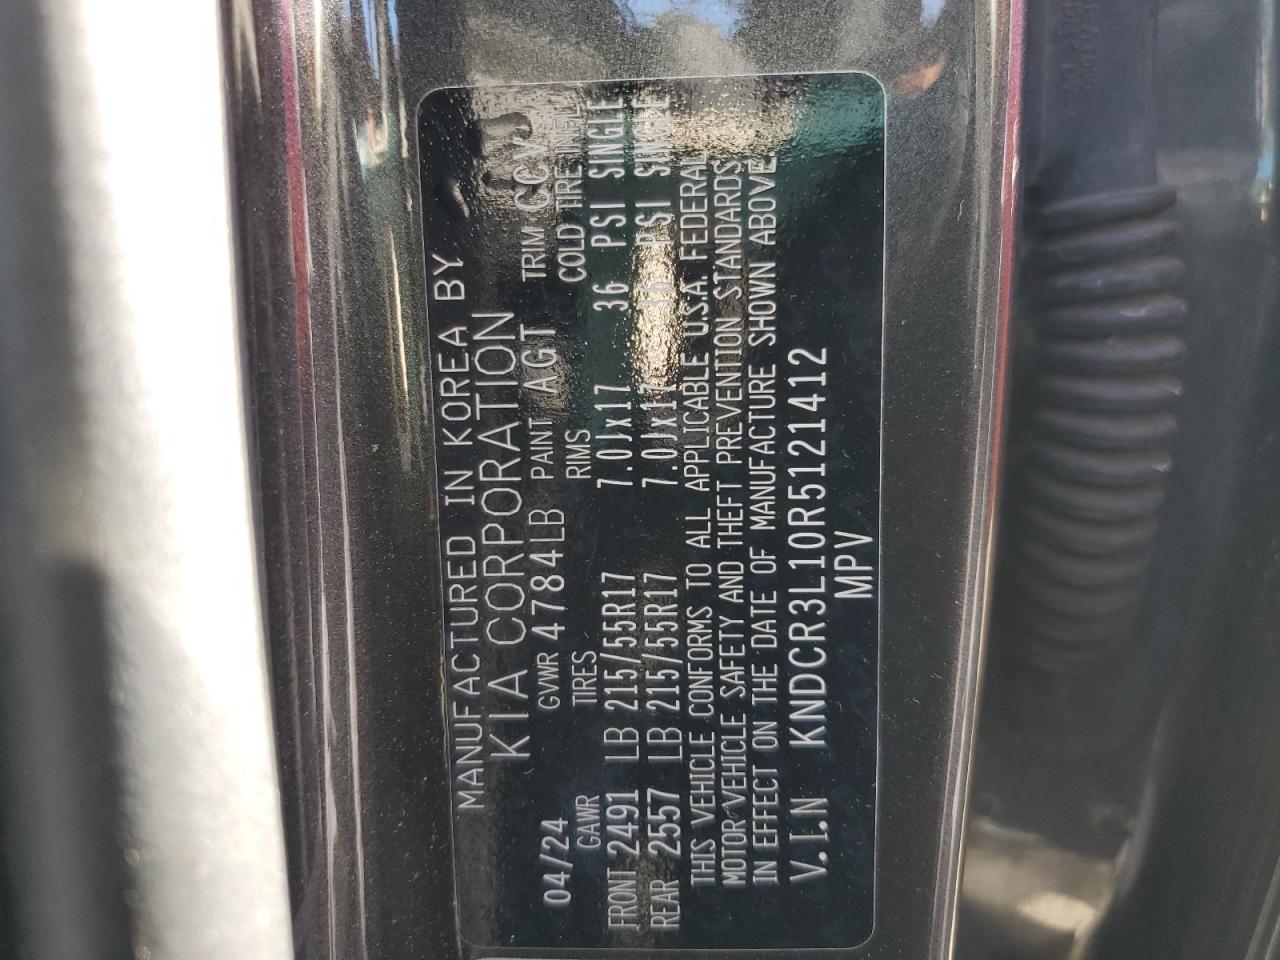 MANUFACTURED IN KOREA BY
KIA CORPORATION
04/24 GVWR 4784LB PAINT AGT TRIM CCV
GAWR TIRES RIMS COLD TIRE
FRONT 2491 LB 215/55R17 7.0Jx17 36 PSI SINGLE
REAR 2557 LB 215/55R17 7.0Jx17 36 PSI SINGLE
THIS VEHICLE CONFORMS TO ALL APPLICABLE U.S.A. FEDERAL
MOTOR VEHICLE SAFETY AND THEFT PREVENTION STANDARDS
IN EFFECT ON THE DATE OF MANUFACTURE SHOWN ABOVE.
V.I.N KNDCR3L10R5121412
MPV